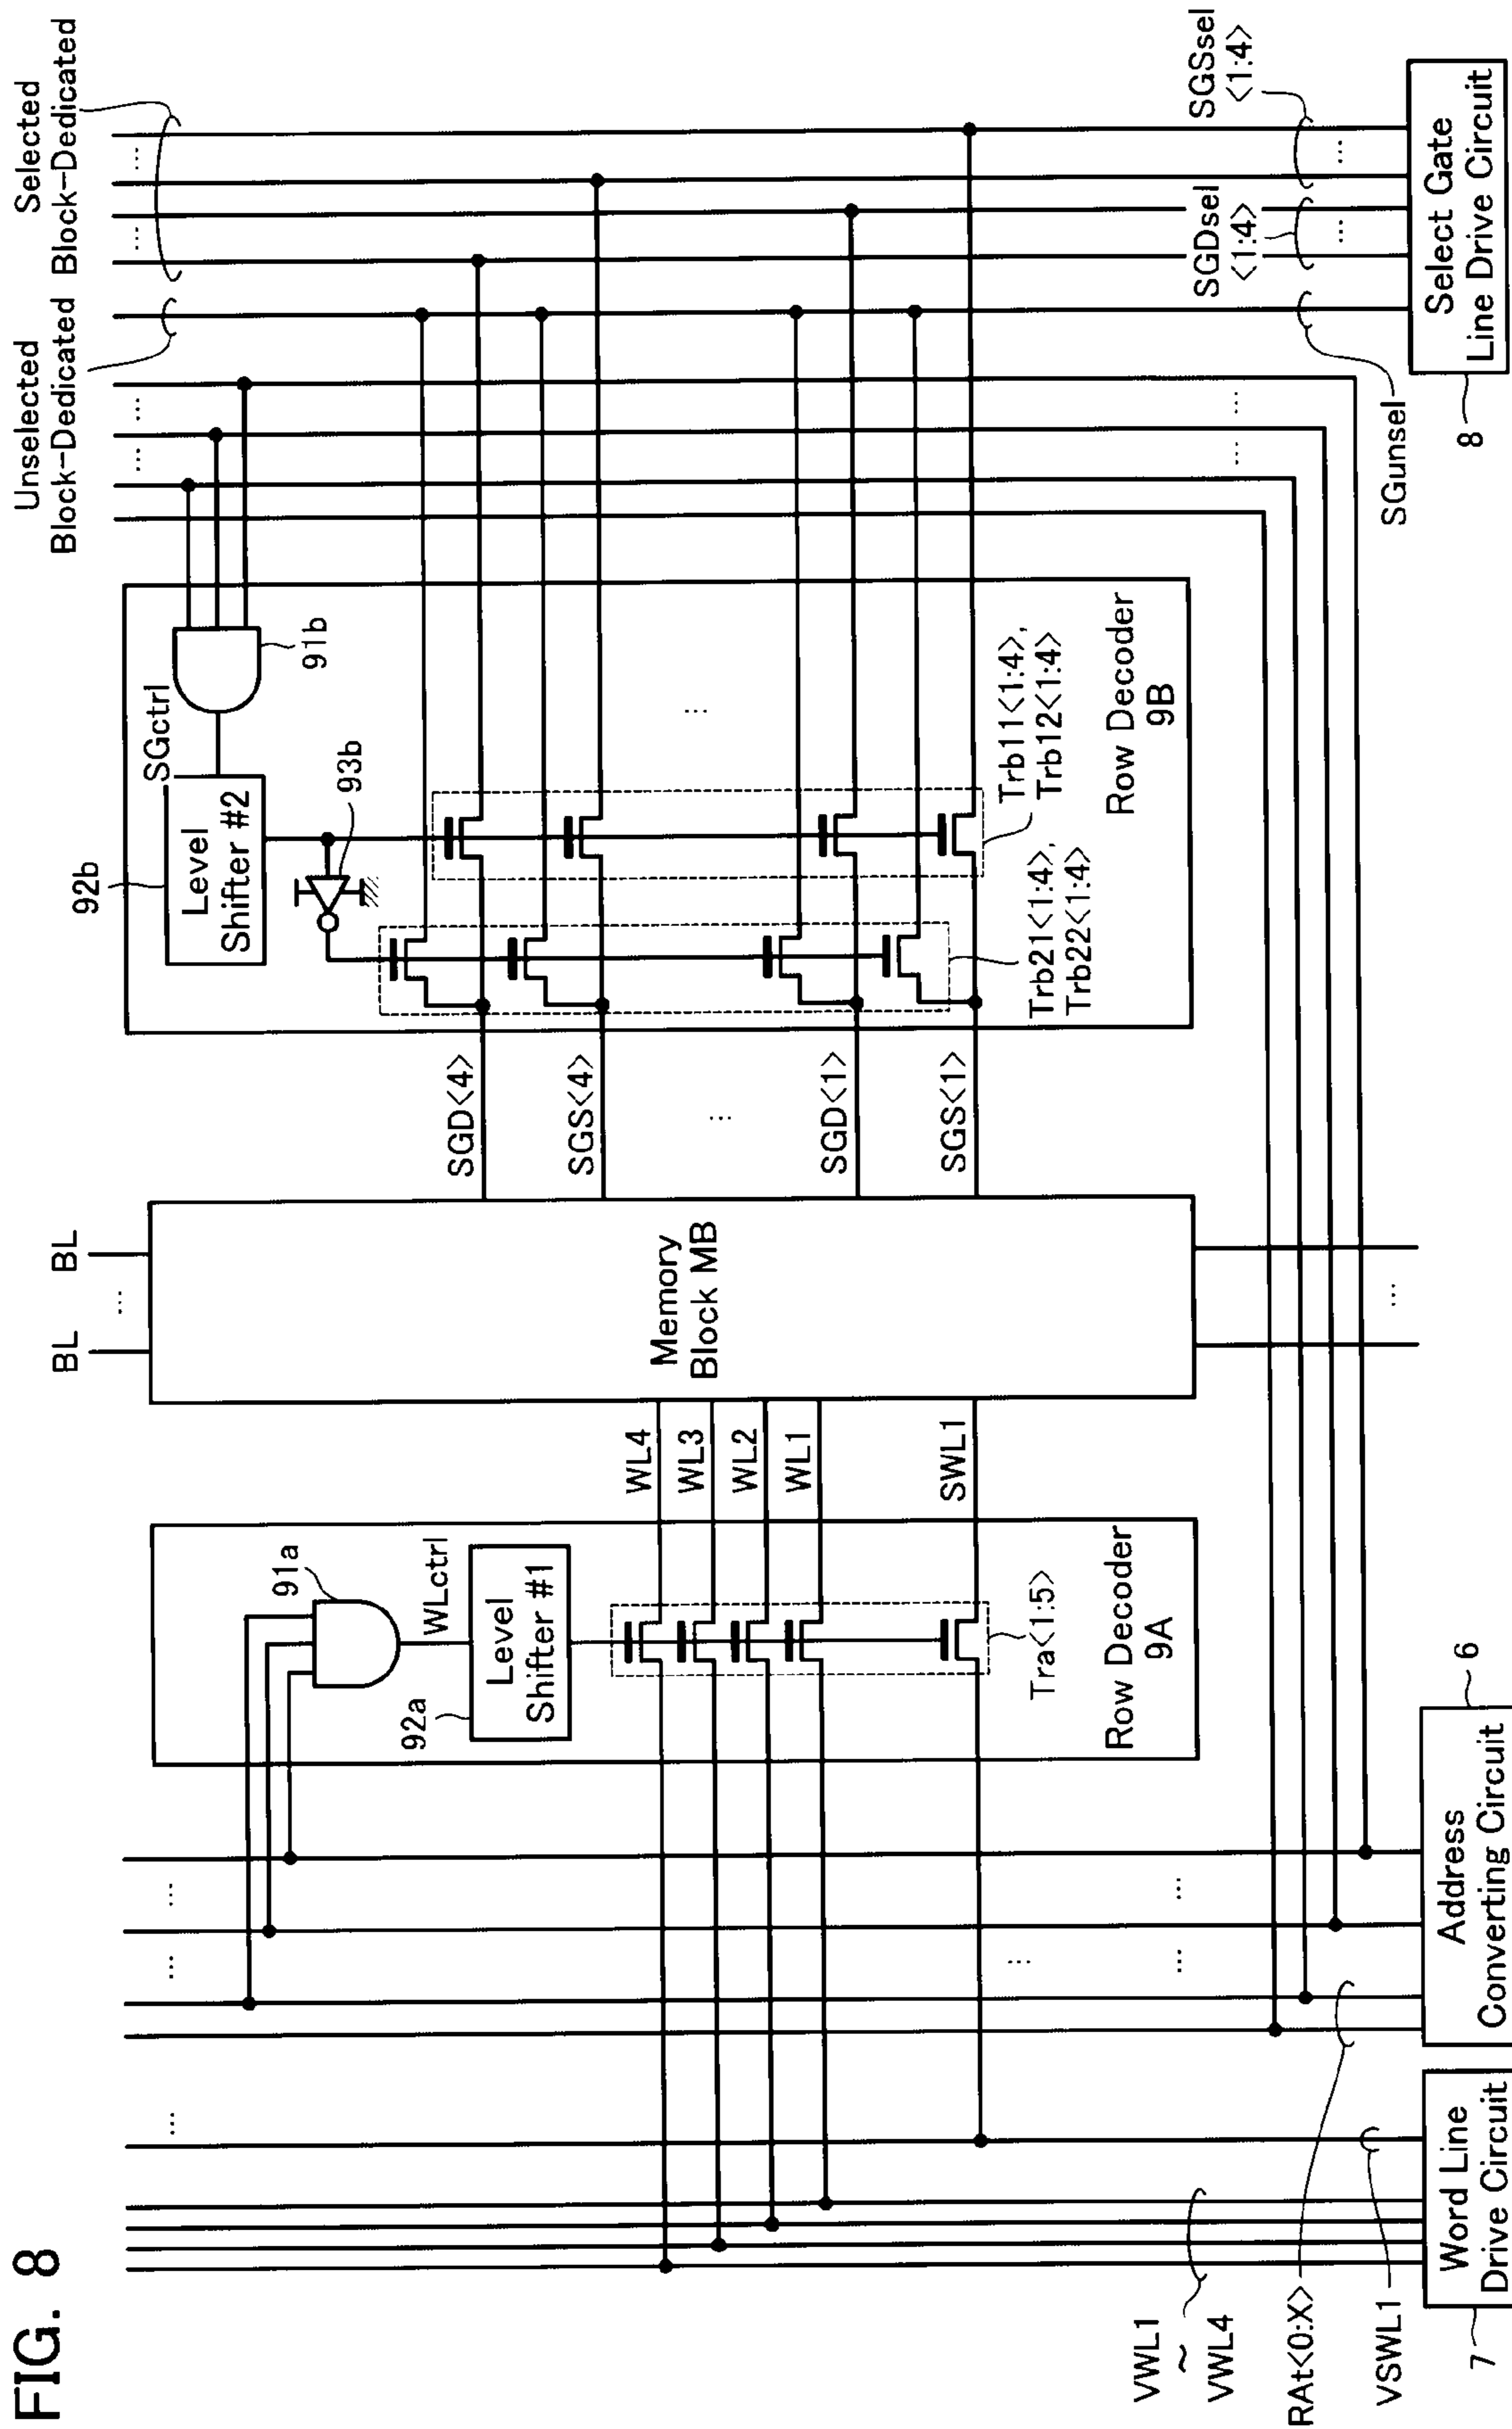 FIG. 8
Unselected
Block-Dedicated
Selected
Block-Dedicated
BL
...
BL
91a
WLctrl
92a
Level
Shifter #1
Tra<1:5>
Row Decoder
9A
WL4
WL3
WL2
WL1
SWL1
Memory
Block MB
SGD<4>
SGS<4>
...
SGD<1>
SGS<1>
92b
Level
Shifter #2
SGctrl
91b
93b
...
Trb21<1:4>,
Trb22<1:4>
Trb11<1:4>,
Trb12<1:4>
Row Decoder
9B
SGDsel
<1:4>
SGSsel
<1:4>
SGunsel
VWL1
~
VWL4
RAt<0:X>
VSWL1
7
Word Line
Drive Circuit
Address
Converting Circuit
6
8
Select Gate
Line Drive Circuit